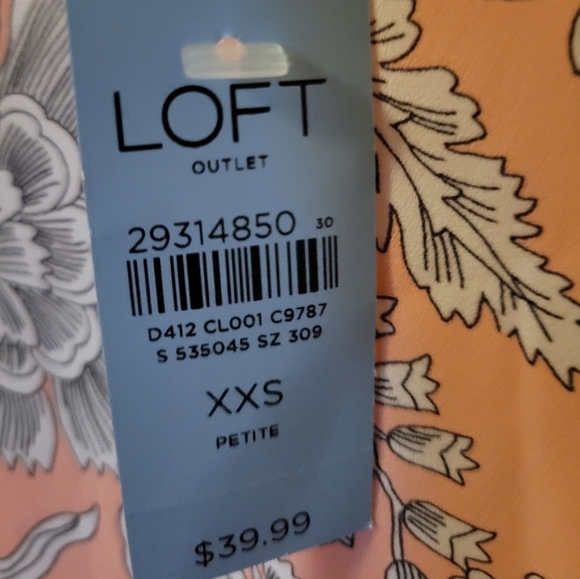 LOFT
OUTLET
29314850 30
D412 CL001 C9787
S 535045 SZ 309
XXS
PETITE
$39.99